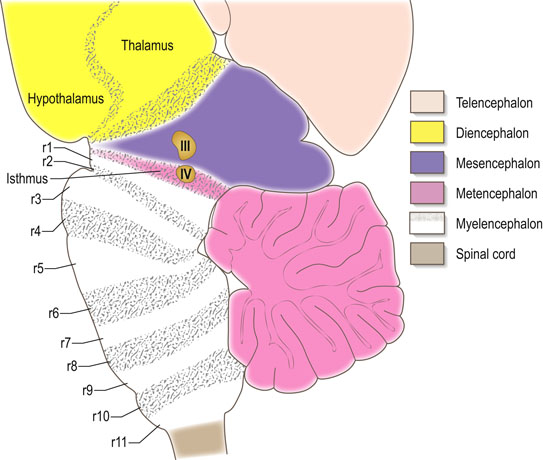 Thalamus
Hypothalamus
III
IV
r1
r2
Isthmus
r3
r4
r5
r6
r7
r8
r9
r10
r11
Telencephalon
Diencephalon
Mesencephalon
Metencephalon
Myelencephalon
Spinal cord